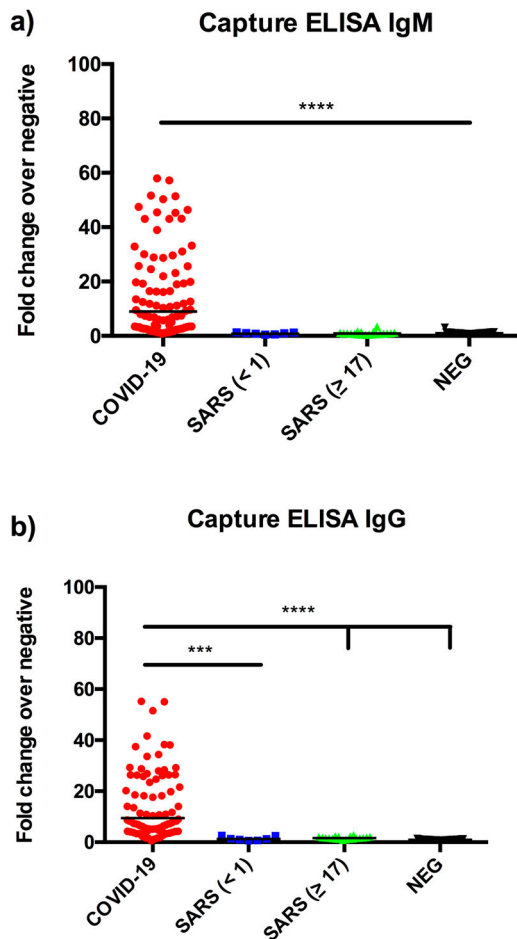 a)
Capture ELISA IgM
Fold change over negative
100
80
60
40
20
0
****
COVID-19
SARS (< 1)
SARS (≥ 17)
NEG
b)
Capture ELISA IgG
Fold change over negative
100
80
60
40
20
0
****
***
COVID-19
SARS (< 1)
SARS (≥ 17)
NEG